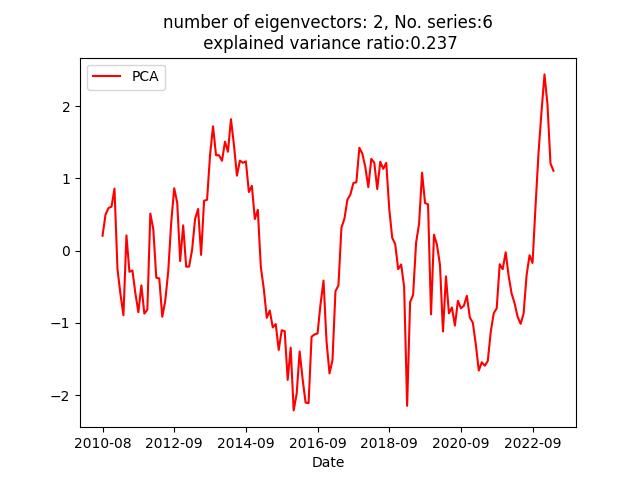 number of eigenvectors: 2, No. series:6
explained variance ratio:0.237
PCA
2
1
0
−1
−2
2010-08 2012-09 2014-09 2016-09 2018-09 2020-09 2022-09
Date